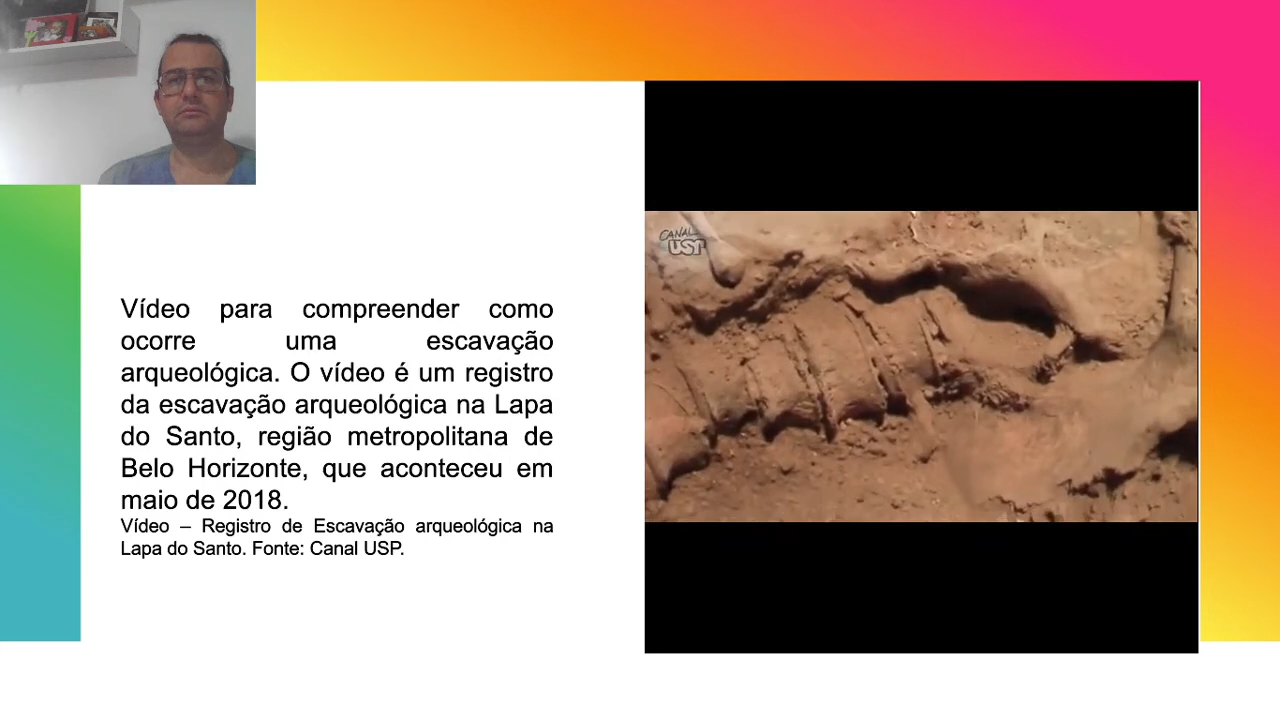 CANAL
USP
Vídeo para compreender como
ocorre uma escavação
arqueológica. O vídeo é um registro
da escavação arqueológica na Lapa
do Santo, região metropolitana de
Belo Horizonte, que aconteceu em
maio de 2018.
Vídeo – Registro de Escavação arqueológica na
Lapa do Santo. Fonte: Canal USP.